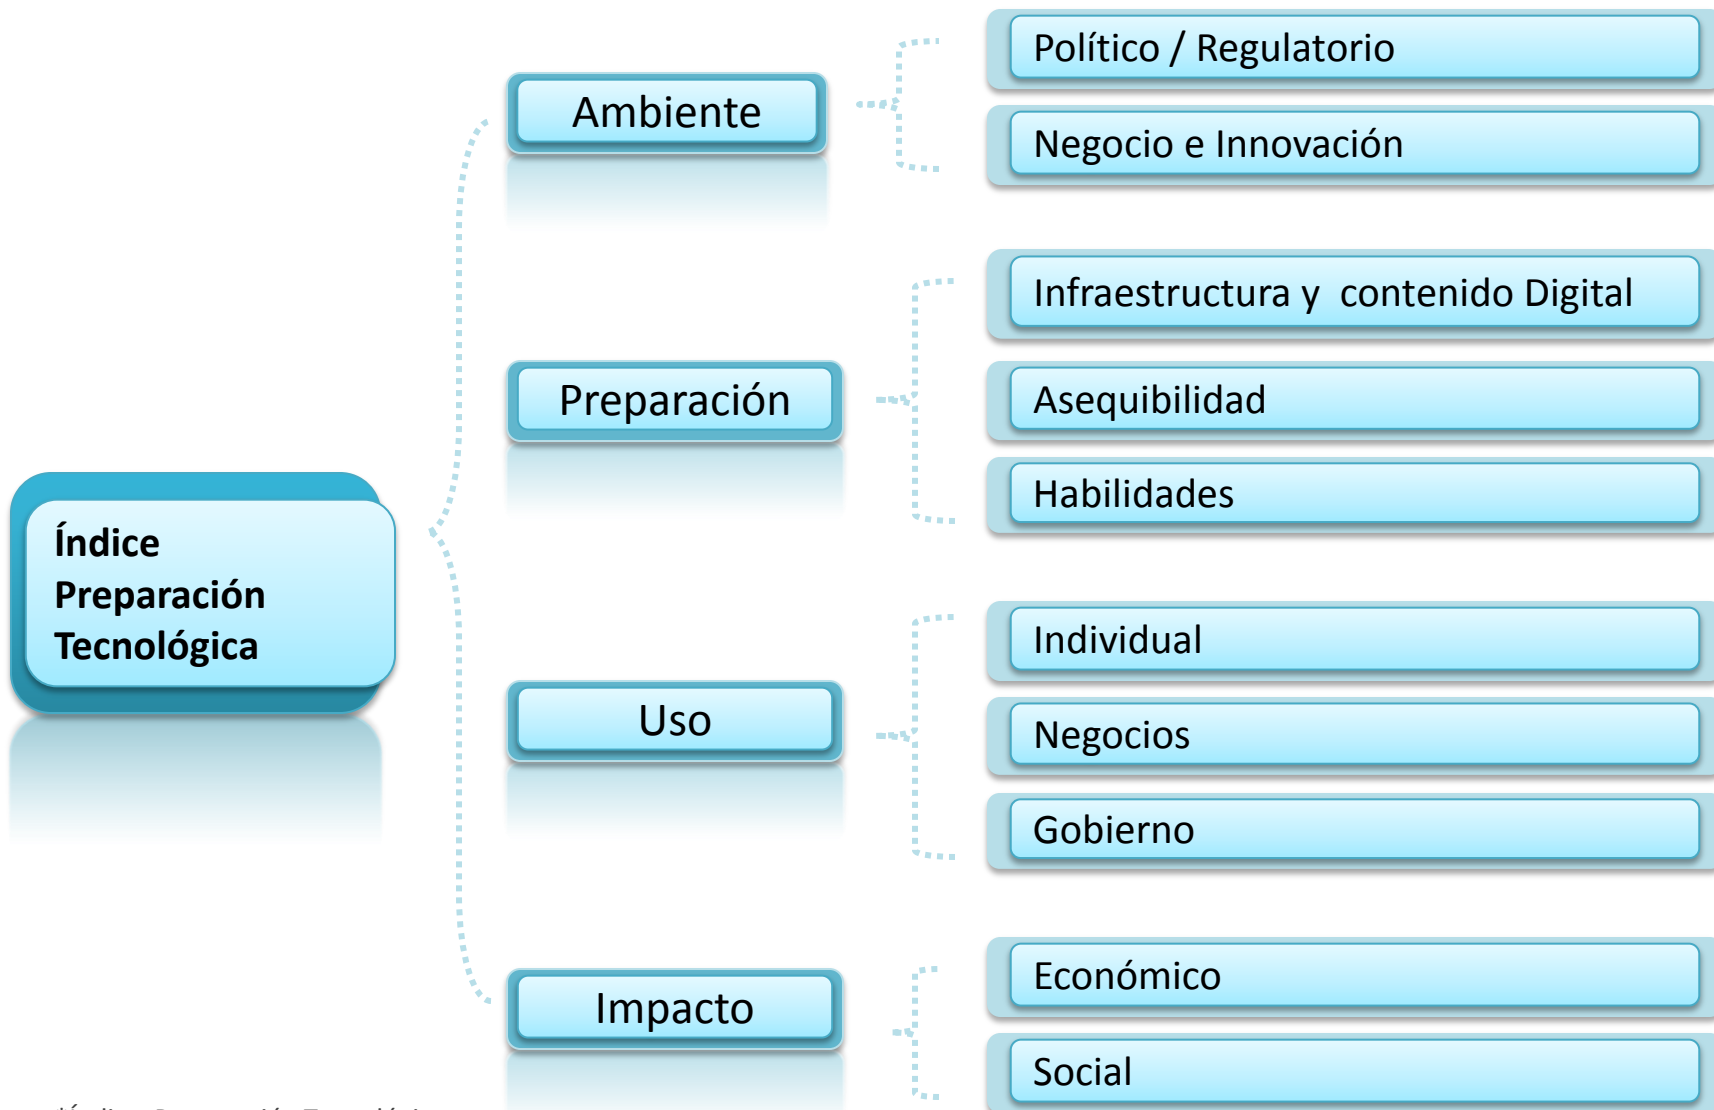 Político / Regulatorio
Ambiente
Negocio e Innovación
Infraestructura y contenido Digital
Preparación
Asequibilidad
Habilidades
Índice
Preparación
Tecnológica
Individual
Uso
Negocios
Gobierno
Económico
Impacto
Social